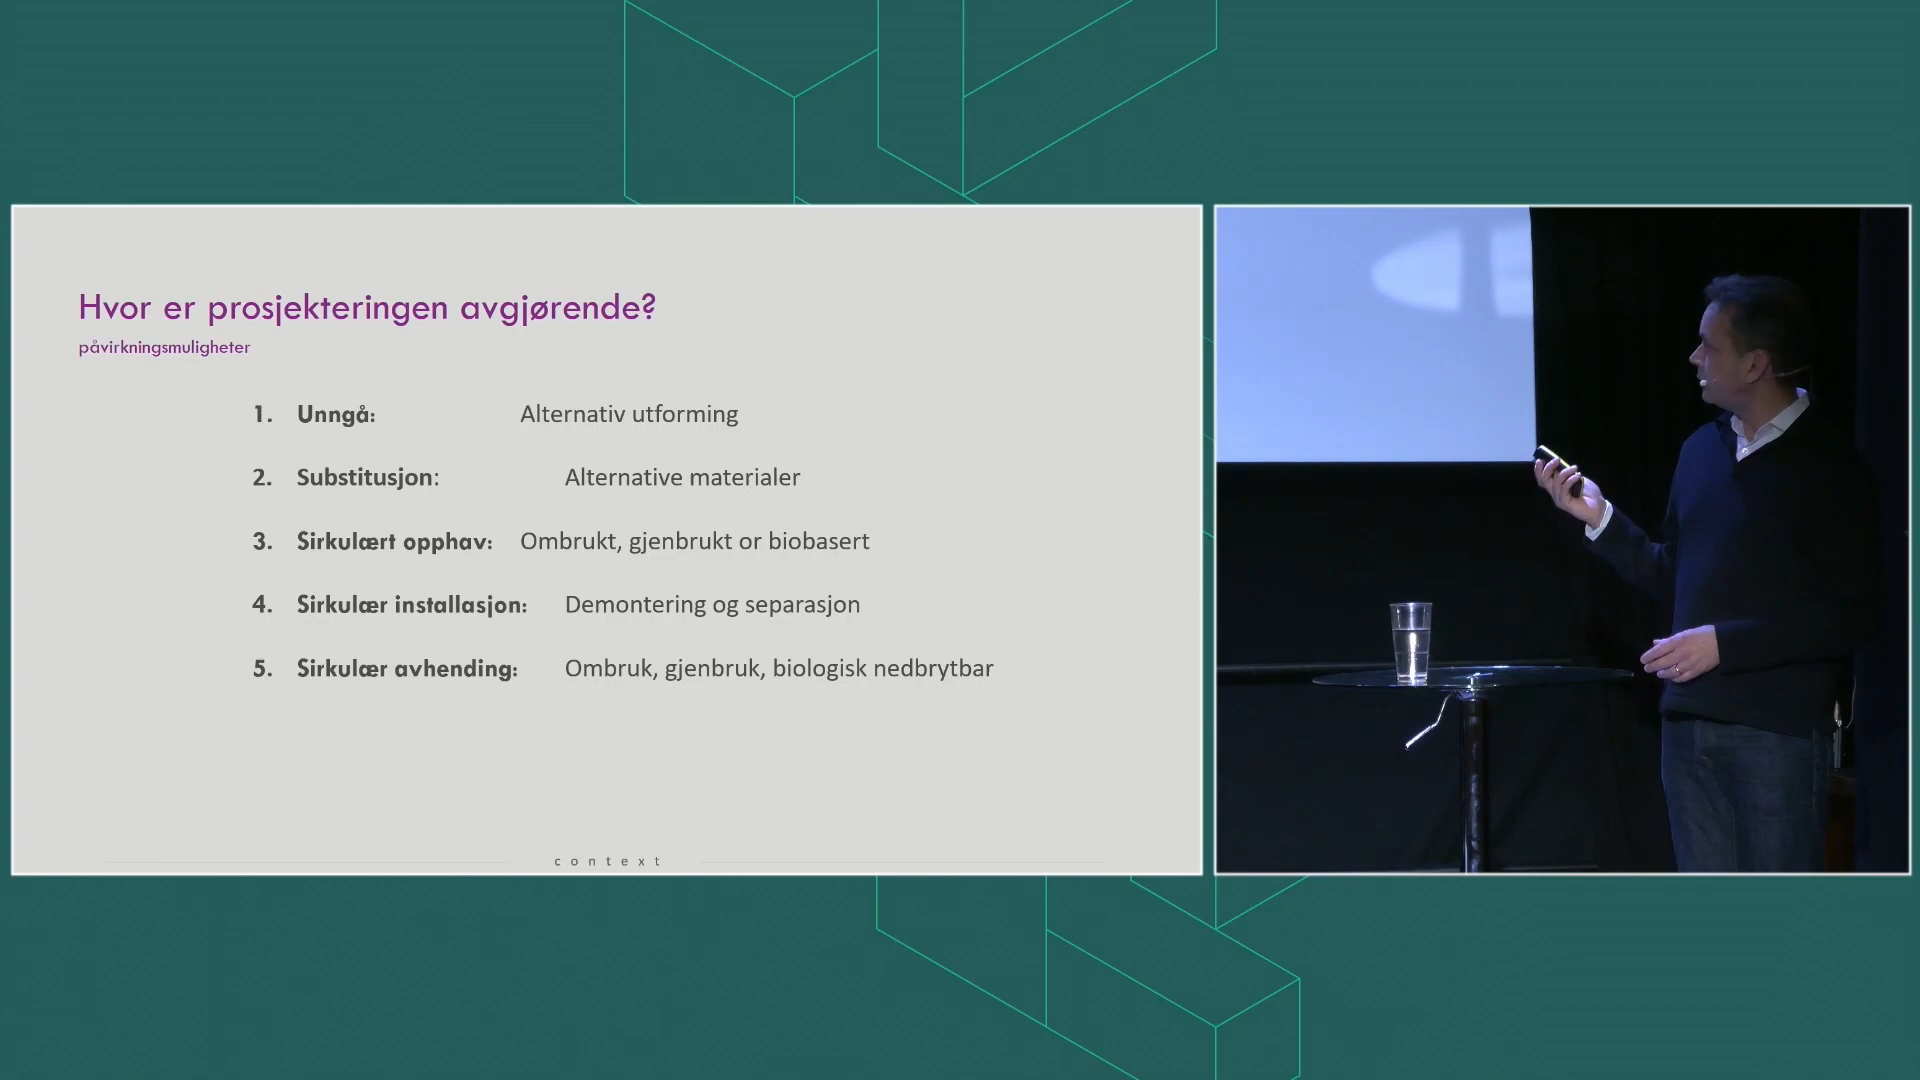 Hvor er prosjekteringen avgjørende?
påvirkningsmuligheter
1. Unngå: Alternativ utforming
2. Substitusjon: Alternative materialer
3. Sirkulært opphav: Ombrukt, gjenbrukt or biobasert
4. Sirkulær installasjon: Demontering og separasjon
5. Sirkulær avhending: Ombruk, gjenbruk, biologisk nedbrytbar
context